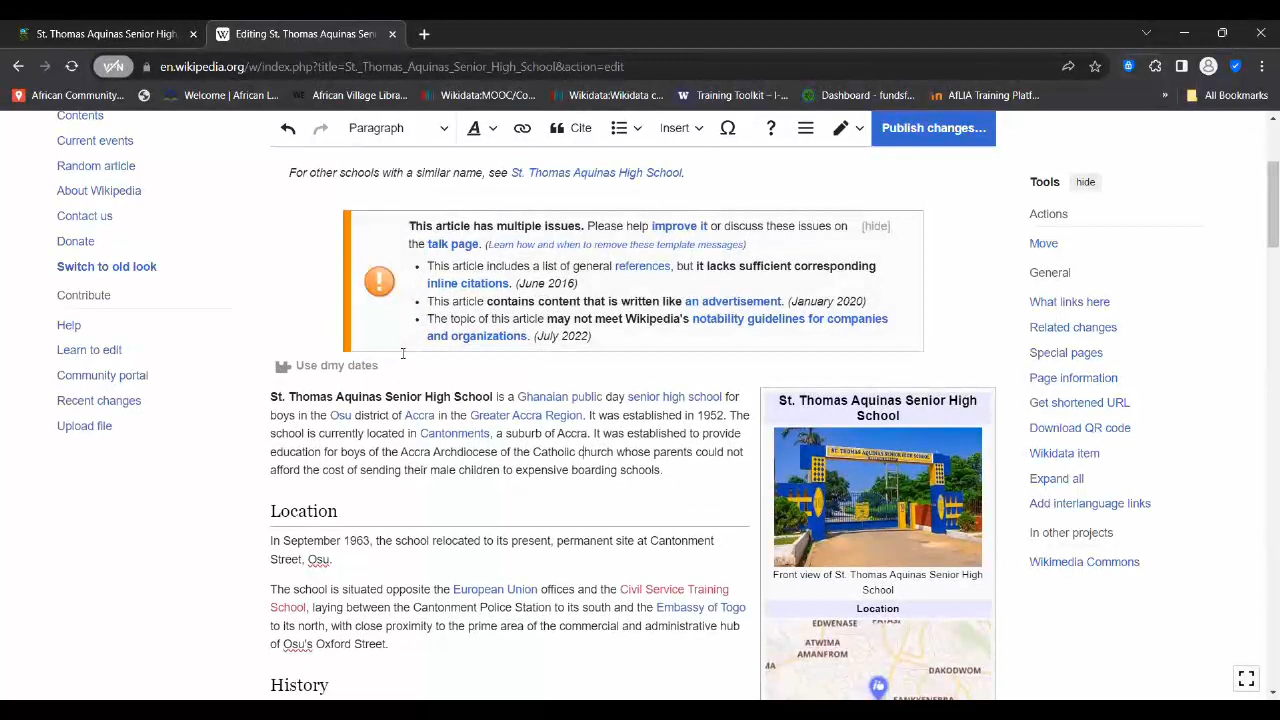 St. Thomas Aquinas Senior High School
Editing St. Thomas Aquinas Sen
en.wikipedia.org/w/index.php?title=St._Thomas_Aquinas_Senior_High_School&action=edit
African Community... Welcome | African L... African Village Libra... Wikidata:MOOC/Co... Wikidata:Wikidata c... Training Toolkit – I-... Dashboard - fundsf... AfLIA Training Platf... » All Bookmarks
Contents
Current events
Random article
About Wikipedia
Contact us
Donate
Switch to old look
Contribute
Help
Learn to edit
Community portal
Recent changes
Upload file
Paragraph A Cite Insert Ω ? Publish changes...
For other schools with a similar name, see St. Thomas Aquinas High School.
This article has multiple issues. Please help improve it or discuss these issues on [hide]
the talk page. (Learn how and when to remove these template messages)
• This article includes a list of general references, but it lacks sufficient corresponding
inline citations. (June 2016)
• This article contains content that is written like an advertisement. (January 2020)
• The topic of this article may not meet Wikipedia's notability guidelines for companies
and organizations. (July 2022)
Use dmy dates
St. Thomas Aquinas Senior High School is a Ghanaian public day senior high school for
boys in the Osu district of Accra in the Greater Accra Region. It was established in 1952. The
school is currently located in Cantonments, a suburb of Accra. It was established to provide
education for boys of the Accra Archdiocese of the Catholic church whose parents could not
afford the cost of sending their male children to expensive boarding schools.
Location
In September 1963, the school relocated to its present, permanent site at Cantonment
Street, Osu.
The school is situated opposite the European Union offices and the Civil Service Training
School, laying between the Cantonment Police Station to its south and the Embassy of Togo
to its north, with close proximity to the prime area of the commercial and administrative hub
of Osu's Oxford Street.
History
St. Thomas Aquinas Senior High
School
ST. THOMAS AQUINAS SENIOR HIGH SCHOOL
Front view of St. Thomas Aquinas Senior High
School
Location
EDWENASE
ATWIMA
AMANFROM
DAKODWOM
Tools hide
Actions
Move
General
What links here
Related changes
Special pages
Page information
Get shortened URL
Download QR code
Wikidata item
Expand all
Add interlanguage links
In other projects
Wikimedia Commons